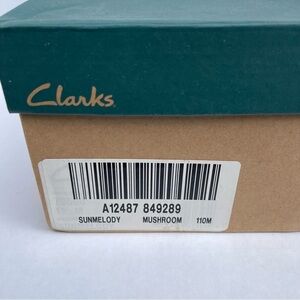 Clarks
A12487 849289
SUNMELODY MUSHROOM 110M